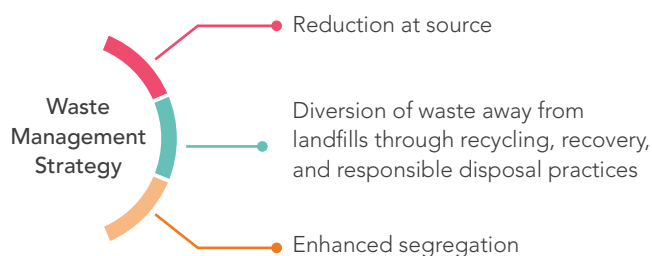 Waste
Management
Strategy
Reduction at source
Diversion of waste away from
landfills through recycling, recovery,
and responsible disposal practices
Enhanced segregation